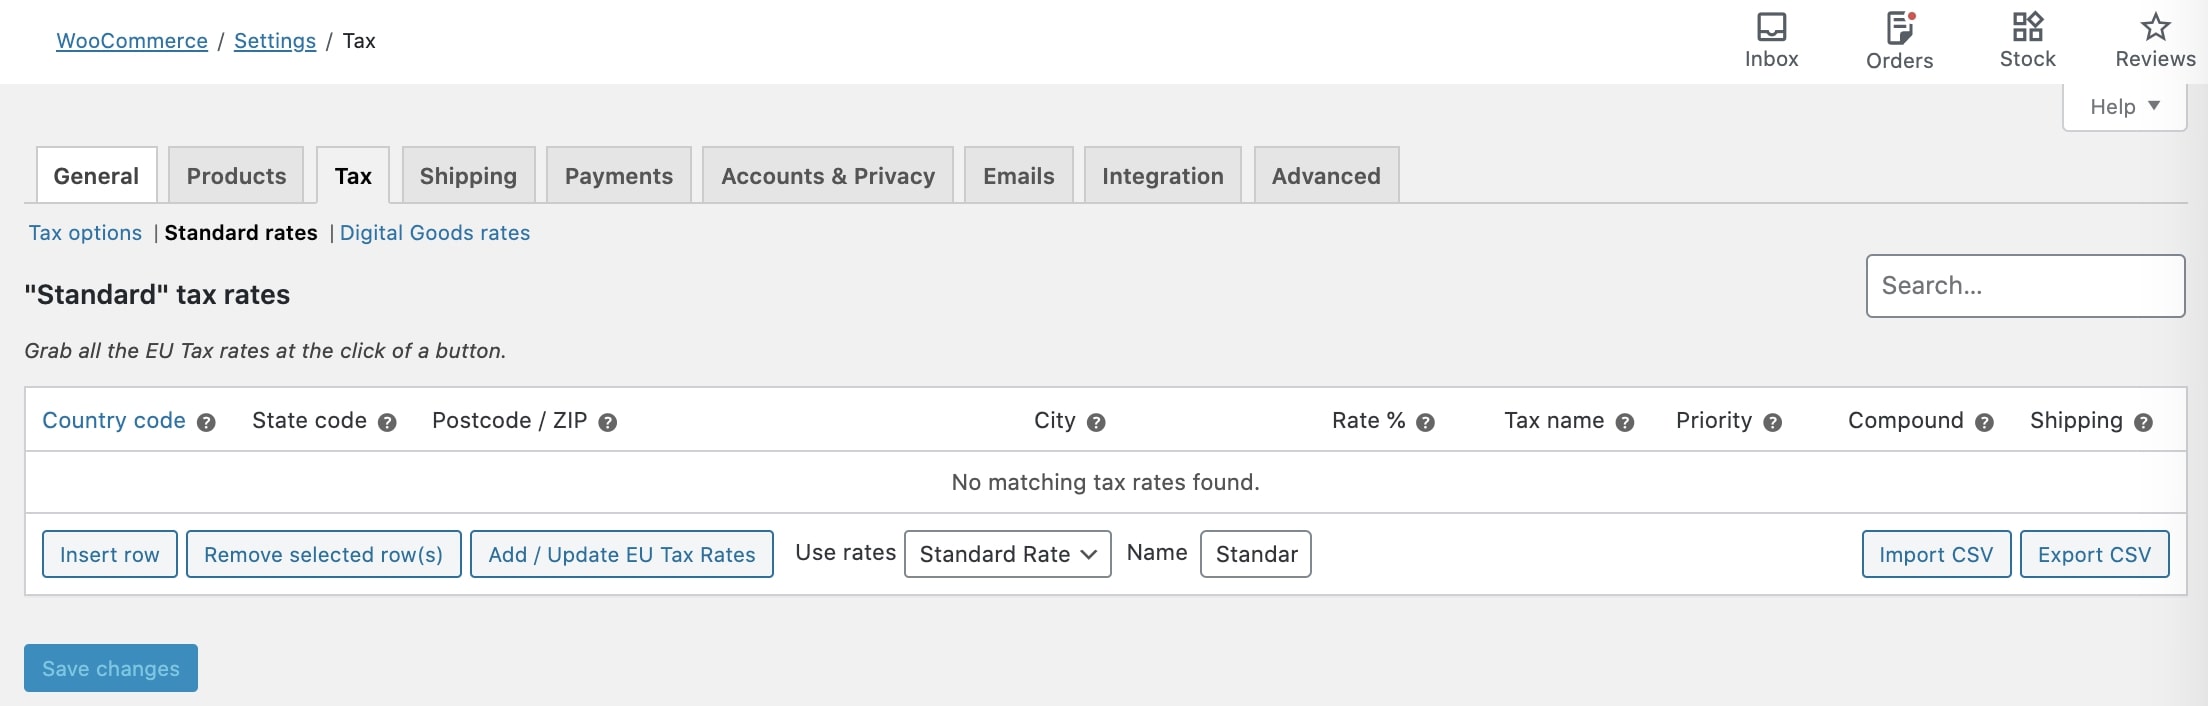 WooCommerce / Settings / Tax
Inbox Orders Stock Reviews
Help
General Products Tax Shipping Payments Accounts & Privacy Emails Integration Advanced
Tax options | Standard rates | Digital Goods rates
Search...
"Standard" tax rates
Grab all the EU Tax rates at the click of a button.
Country code ? State code ? Postcode / ZIP ? City ? Rate % ? Tax name ? Priority ? Compound ? Shipping ?
No matching tax rates found.
Insert row Remove selected row(s) Add / Update EU Tax Rates Use rates Standard Rate Name Standar Import CSV Export CSV
Save changes